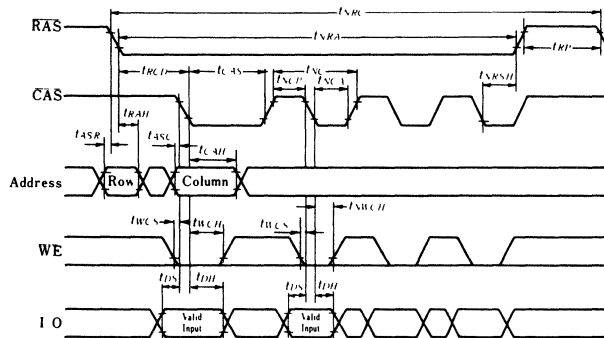 tNRC
RAS
tNRA
tRP
tRCD
tCAS
tNC
tNCP
tNCA
tNRSH
CAS
tRAH
tASR
tASC
tCAH
Address
Row
Column
tWCS
tWCH
tWCS
tNWCH
WE
tDS
tDH
tDS
tDH
I O
Valid
Input
Valid
Input